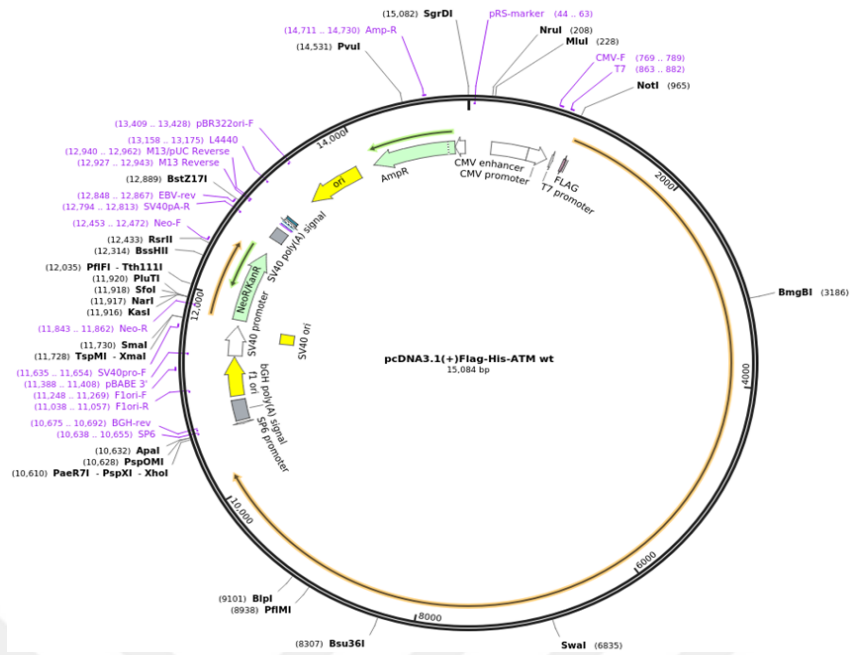 (15,082) SgrDI
pRS-marker (44 .. 63)
(14,711 .. 14,730) Amp-R
NruI (208)
(14,531) PvuI
MluI (228)
CMV-F (769 .. 789)
T7 (863 .. 882)
NotI (965)
(13,409 .. 13,428) pBR322ori-F
(13,158 .. 13,175) L4440
(12,940 .. 12,962) M13/pUC Reverse
(12,927 .. 12,943) M13 Reverse
(12,889) BstZ17I
(12,848 .. 12,867) EBV-rev
(12,794 .. 12,813) SV40pA-R
(12,453 .. 12,472) Neo-F
(12,433) RsrII
(12,314) BssHII
(12,035) PflFI - Tth111I
(11,920) PluTI
(11,918) SfoI
(11,917) NarI
(11,916) KasI
(11,843 .. 11,862) Neo-R
(11,730) SmaI
(11,728) TspMI - XmaI
(11,635 .. 11,654) SV40pro-F
(11,388 .. 11,408) pBABE 3'
(11,248 .. 11,269) F1ori-F
(11,038 .. 11,057) F1ori-R
(10,675 .. 10,692) BGH-rev
(10,638 .. 10,655) SP6
(10,632) ApaI
(10,628) PspOMI
(10,610) PaeR7I - PspXI - XhoI
14,000
AmpR
CMV enhancer
CMV promoter
FLAG
T7 promoter
2000
ori
SV40 poly(A) signal
NeoR/KanR
12,000
SV40 promoter
SV40 ori
BmgBI (3186)
pcDNA3.1(+)Flag-His-ATM wt
15,084 bp
4000
f1 ori
bGH poly(A) signal
SP6 promoter
10,000
6000
8000
(9101) BlpI
(8938) PflMI
(8307) Bsu36I
SwaI (6835)